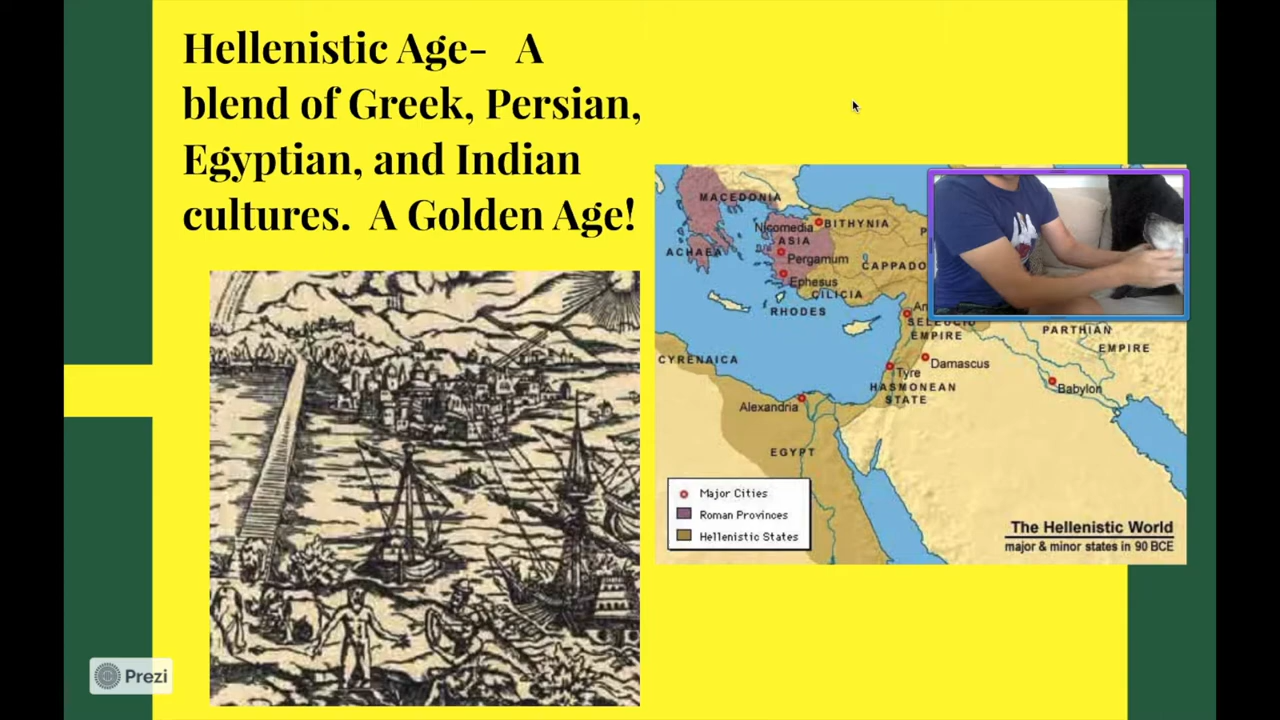 Hellenistic Age- A
blend of Greek, Persian,
Egyptian, and Indian
cultures. A Golden Age!
MACEDONIA
Nicomedia
BITHYNIA
ASIA
ACHAEA
Pergamum
CAPPADO
Ephesus
CILICIA
RHODES
An
SELEUCID
EMPIRE
PARTHIAN
EMPIRE
CYRENAICA
Damascus
Tyre
HASMONEAN
STATE
Babylon
Alexandria
EGYPT
Major Cities
Roman Provinces
Hellenistic States
The Hellenistic World
major & minor states in 90 BCE
Prezi